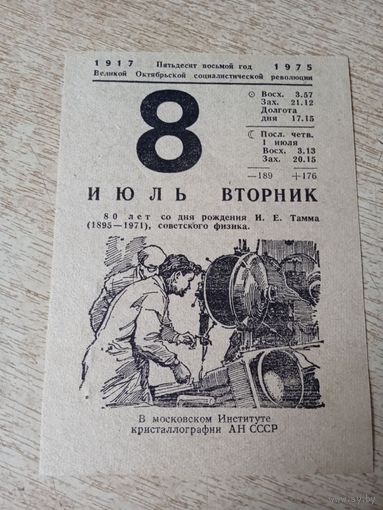 1917 Пятьдесят восьмой год 1975
Великой Октябрьской социалистической революции
8
Восх. 3.57
Зах. 21.12
Долгота
дня 17.15
Посл. четв.
1 июля
Восх. 3.13
Зах. 20.15
—189 +176
ИЮЛЬ ВТОРНИК
80 лет со дня рождения И. Е. Тамма
(1895—1971), советского физика.
В московском Институте
кристаллографии АН СССР
ay.by